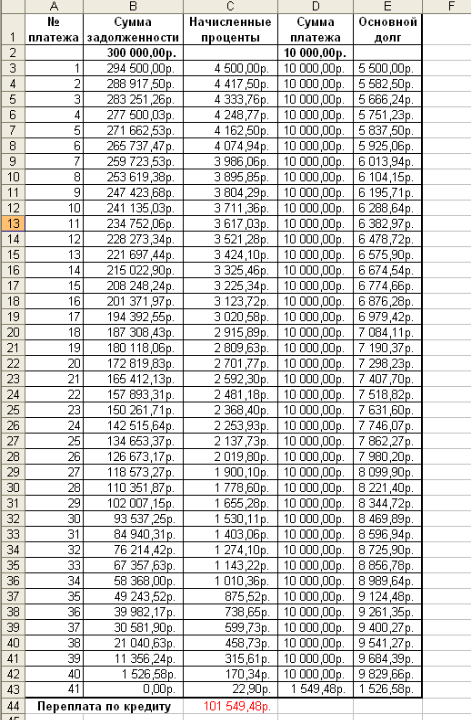 A B C D E F
№ Сумма Начисленные Сумма Основной
1 платежа задолженности проценты платежа долг
2 300 000,00р. 10 000,00р.
3 1 294 500,00р. 4 500,00р. 10 000,00р. 5 500,00р.
4 2 288 917,50р. 4 417,50р. 10 000,00р. 5 582,50р.
5 3 283 251,26р. 4 333,76р. 10 000,00р. 5 666,24р.
6 4 277 500,03р. 4 248,77р. 10 000,00р. 5 751,23р.
7 5 271 662,53р. 4 162,50р. 10 000,00р. 5 837,50р.
8 6 265 737,47р. 4 074,94р. 10 000,00р. 5 925,06р.
9 7 259 723,53р. 3 986,06р. 10 000,00р. 6 013,94р.
10 8 253 619,38р. 3 895,85р. 10 000,00р. 6 104,15р.
11 9 247 423,68р. 3 804,29р. 10 000,00р. 6 195,71р.
12 10 241 135,03р. 3 711,36р. 10 000,00р. 6 288,64р.
13 11 234 752,06р. 3 617,03р. 10 000,00р. 6 382,97р.
14 12 228 273,34р. 3 521,28р. 10 000,00р. 6 478,72р.
15 13 221 697,44р. 3 424,10р. 10 000,00р. 6 575,90р.
16 14 215 022,90р. 3 325,46р. 10 000,00р. 6 674,54р.
17 15 208 248,24р. 3 225,34р. 10 000,00р. 6 774,66р.
18 16 201 371,97р. 3 123,72р. 10 000,00р. 6 876,28р.
19 17 194 392,55р. 3 020,58р. 10 000,00р. 6 979,42р.
20 18 187 308,43р. 2 915,89р. 10 000,00р. 7 084,11р.
21 19 180 118,06р. 2 809,63р. 10 000,00р. 7 190,37р.
22 20 172 819,83р. 2 701,77р. 10 000,00р. 7 298,23р.
23 21 165 412,13р. 2 592,30р. 10 000,00р. 7 407,70р.
24 22 157 893,31р. 2 481,18р. 10 000,00р. 7 518,82р.
25 23 150 261,71р. 2 368,40р. 10 000,00р. 7 631,60р.
26 24 142 515,64р. 2 253,93р. 10 000,00р. 7 746,07р.
27 25 134 653,37р. 2 137,73р. 10 000,00р. 7 862,27р.
28 26 126 673,17р. 2 019,80р. 10 000,00р. 7 980,20р.
29 27 118 573,27р. 1 900,10р. 10 000,00р. 8 099,90р.
30 28 110 351,87р. 1 778,60р. 10 000,00р. 8 221,40р.
31 29 102 007,15р. 1 655,28р. 10 000,00р. 8 344,72р.
32 30 93 537,25р. 1 530,11р. 10 000,00р. 8 469,89р.
33 31 84 940,31р. 1 403,06р. 10 000,00р. 8 596,94р.
34 32 76 214,42р. 1 274,10р. 10 000,00р. 8 725,90р.
35 33 67 357,63р. 1 143,22р. 10 000,00р. 8 856,78р.
36 34 58 368,00р. 1 010,36р. 10 000,00р. 8 989,64р.
37 35 49 243,52р. 875,52р. 10 000,00р. 9 124,48р.
38 36 39 982,17р. 738,65р. 10 000,00р. 9 261,35р.
39 37 30 581,90р. 599,73р. 10 000,00р. 9 400,27р.
40 38 21 040,63р. 458,73р. 10 000,00р. 9 541,27р.
41 39 11 356,24р. 315,61р. 10 000,00р. 9 684,39р.
42 40 1 526,58р. 170,34р. 10 000,00р. 9 829,66р.
43 41 0,00р. 22,90р. 1 549,48р. 1 526,58р.
44 Переплата по кредиту 101 549,48р.